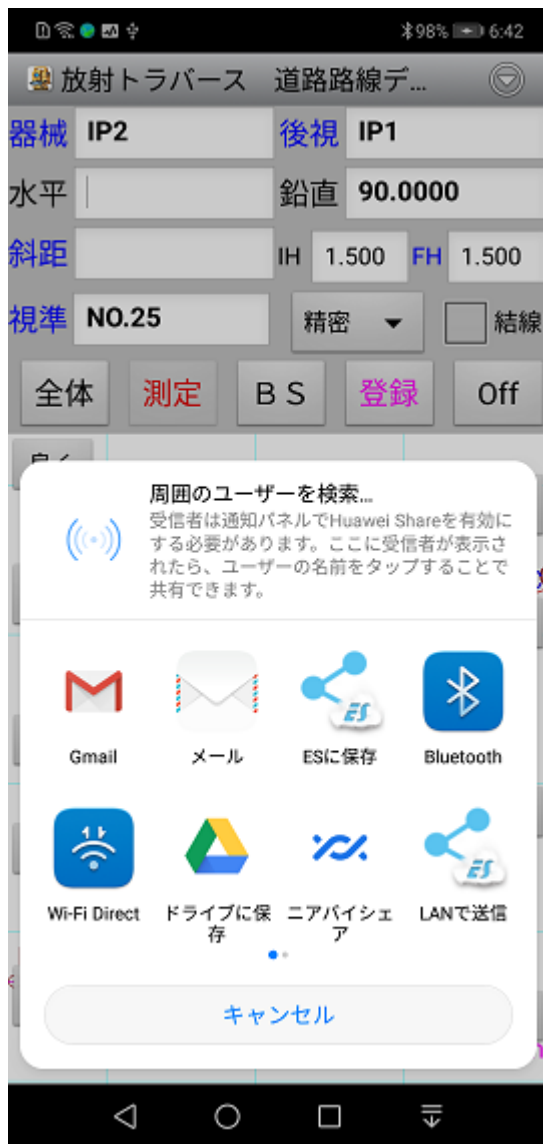 98% 6:42
放射トラバース 道路路線デ...
器械 IP2 後視 IP1
水平 鉛直 90.0000
斜距 IH 1.500 FH 1.500
視準 NO.25 精密 結線
全体 測定 ＢＳ 登録 Off
周囲のユーザーを検索...
受信者は通知パネルでHuawei Shareを有効に
する必要があります。ここに受信者が表示さ
れたら、ユーザーの名前をタップすることで
共有できます。
ES
Gmail メール ESに保存 Bluetooth
ES
Wi-Fi Direct ドライブに保 ニアバイシェ LANで送信
存 ア
キャンセル